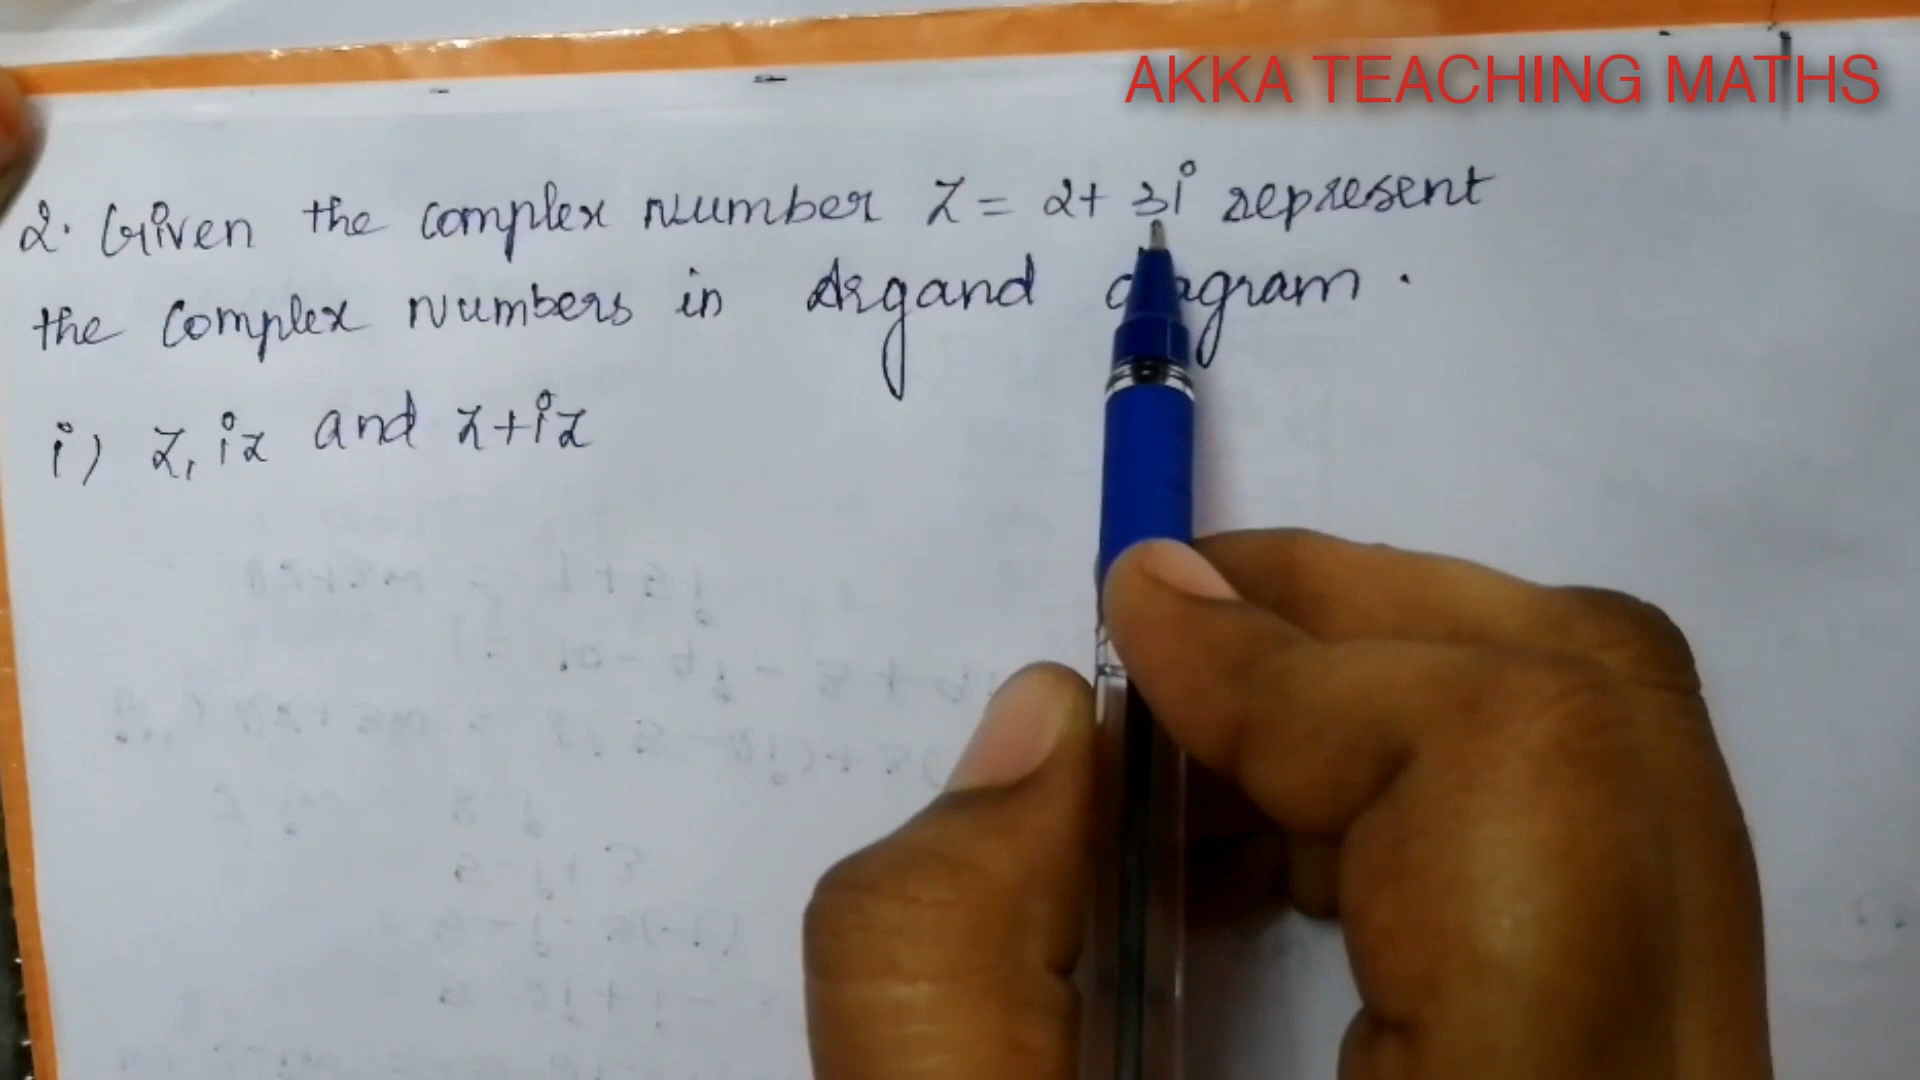 AKKA TEACHING MATHS
2. Given the complex number z = 2 + 3i represent
the complex numbers in Argand diagram.
i) z, iz and z+iz